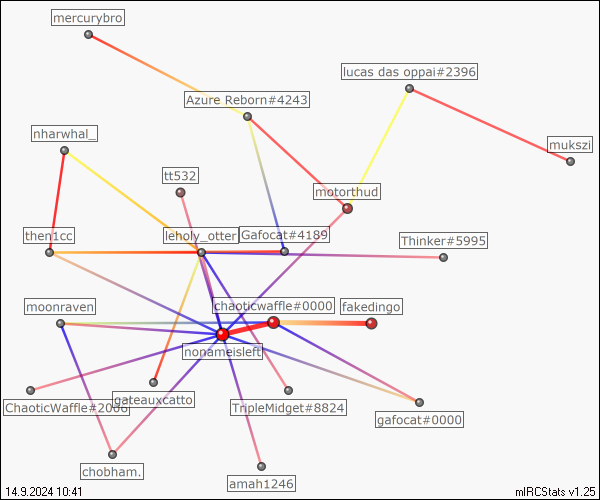 mercurybro
lucas das oppai#2396
Azure Reborn#4243
nharwhal_
mukszi
tt532
motorthud
then1cc
leholy_otter
Gafocat#4189
Thinker#5995
moonraven
chaoticwaffle#0000
fakedingo
nonameisleft
ChaoticWaffle#2000
gateauxcatto
TripleMidget#8824
gafocat#0000
chobham.
amah1246
14.9.2024 10:41
mIRCStats v1.25